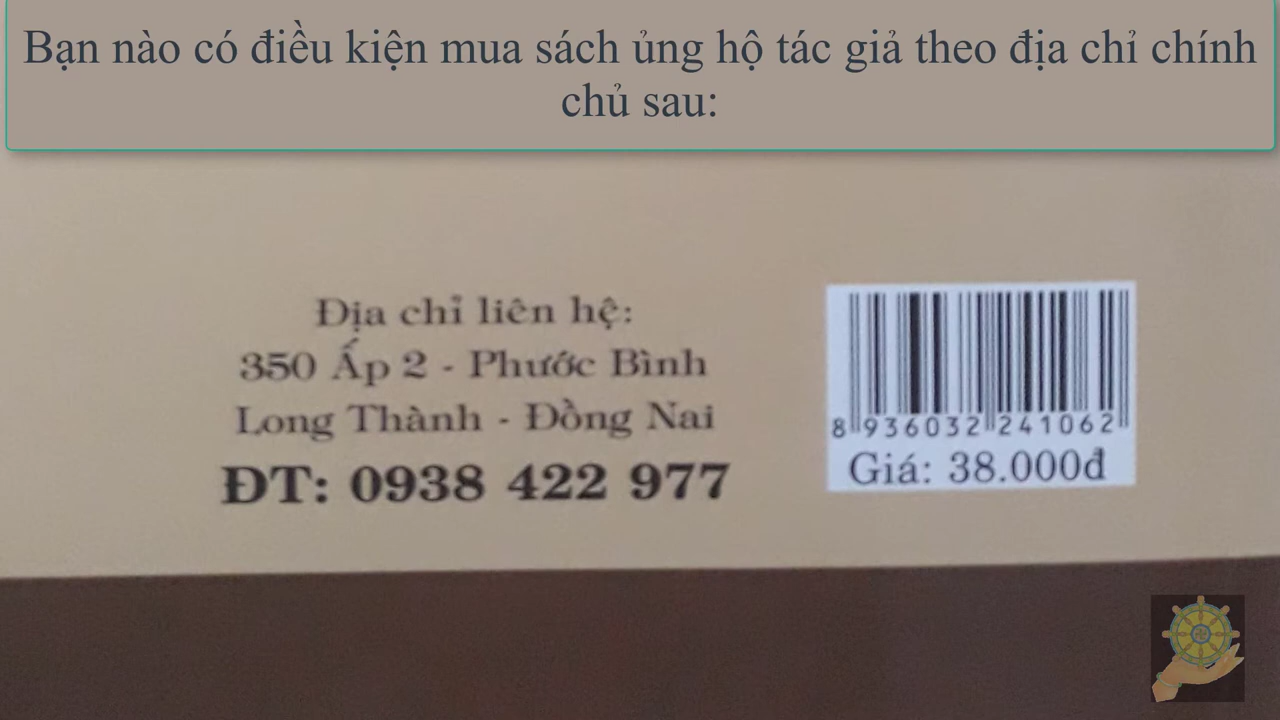 Bạn nào có điều kiện mua sách ủng hộ tác giả theo địa chỉ chính
chủ sau:
Địa chỉ liên hệ:
350 Ấp 2 - Phước Bình
Long Thành - Đồng Nai
ĐT: 0938 422 977
8 936032 241062
Giá: 38.000đ